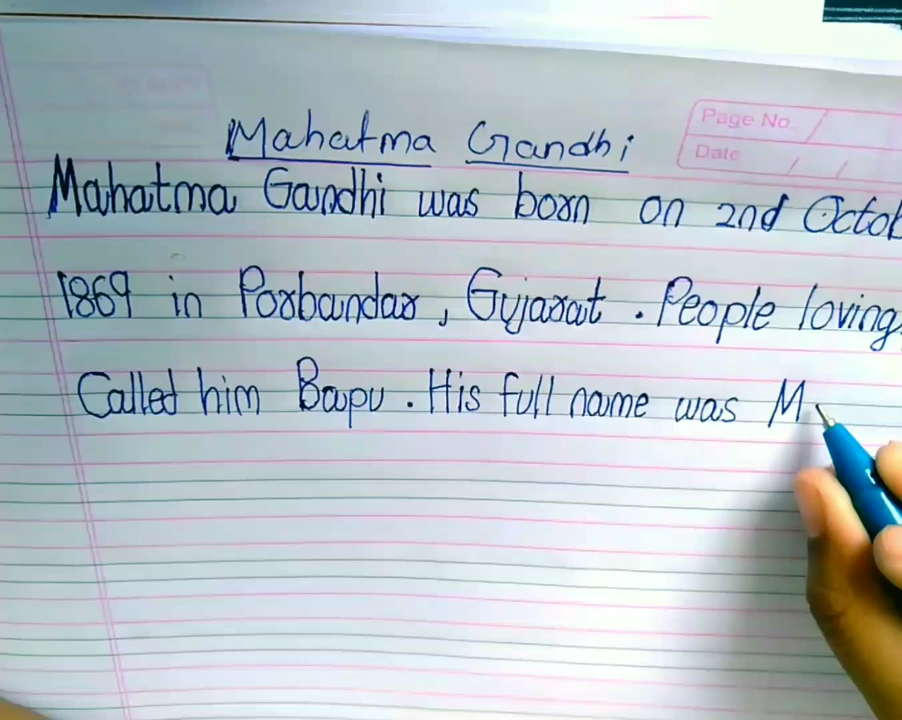 Mahatma Gandhi
Page No.
Date
Mahatma Gandhi was born on 2nd Octob
1869 in Porbandar, Gujarat. People loving
Called him Bapu. His full name was M